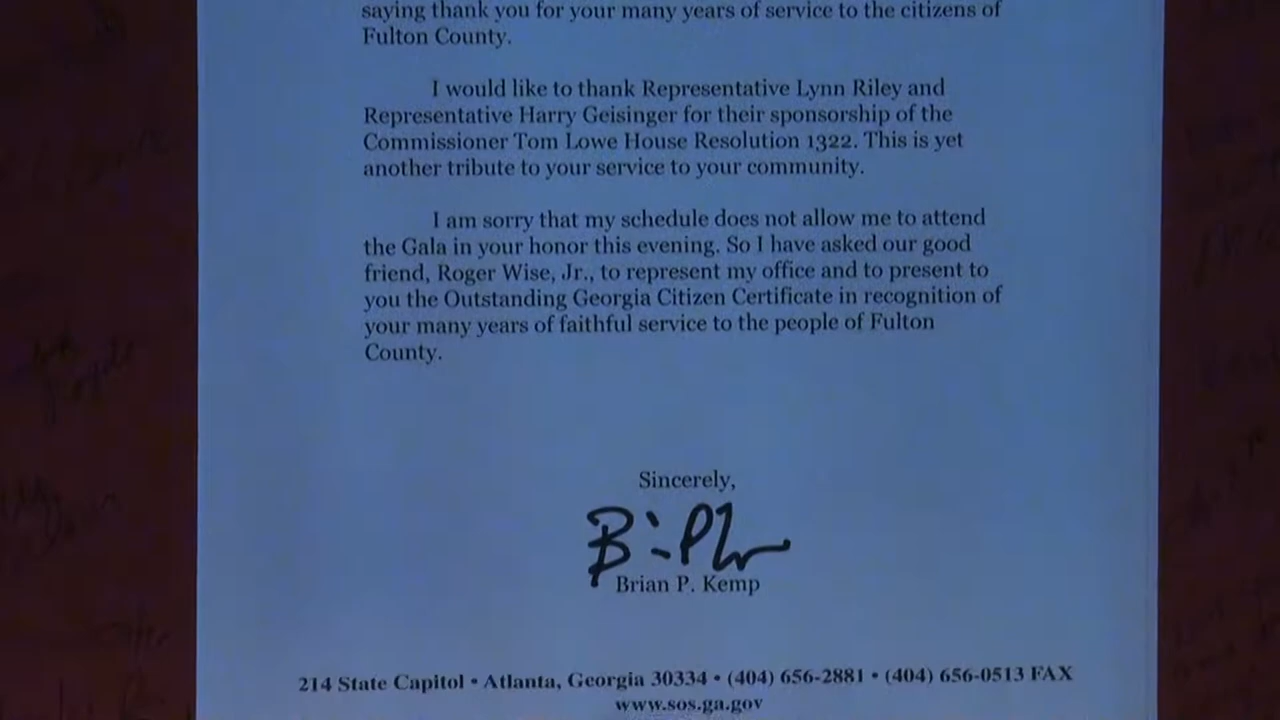 saying thank you for your many years of service to the citizens of
Fulton County.
I would like to thank Representative Lynn Riley and
Representative Harry Geisinger for their sponsorship of the
Commissioner Tom Lowe House Resolution 1322. This is yet
another tribute to your service to your community.
I am sorry that my schedule does not allow me to attend
the Gala in your honor this evening. So I have asked our good
friend, Roger Wise, Jr., to represent my office and to present to
you the Outstanding Georgia Citizen Certificate in recognition of
your many years of faithful service to the people of Fulton
County.
Sincerely,
Brian P. Kemp
214 State Capitol • Atlanta, Georgia 30334 • (404) 656-2881 • (404) 656-0513 FAX
www.sos.ga.gov